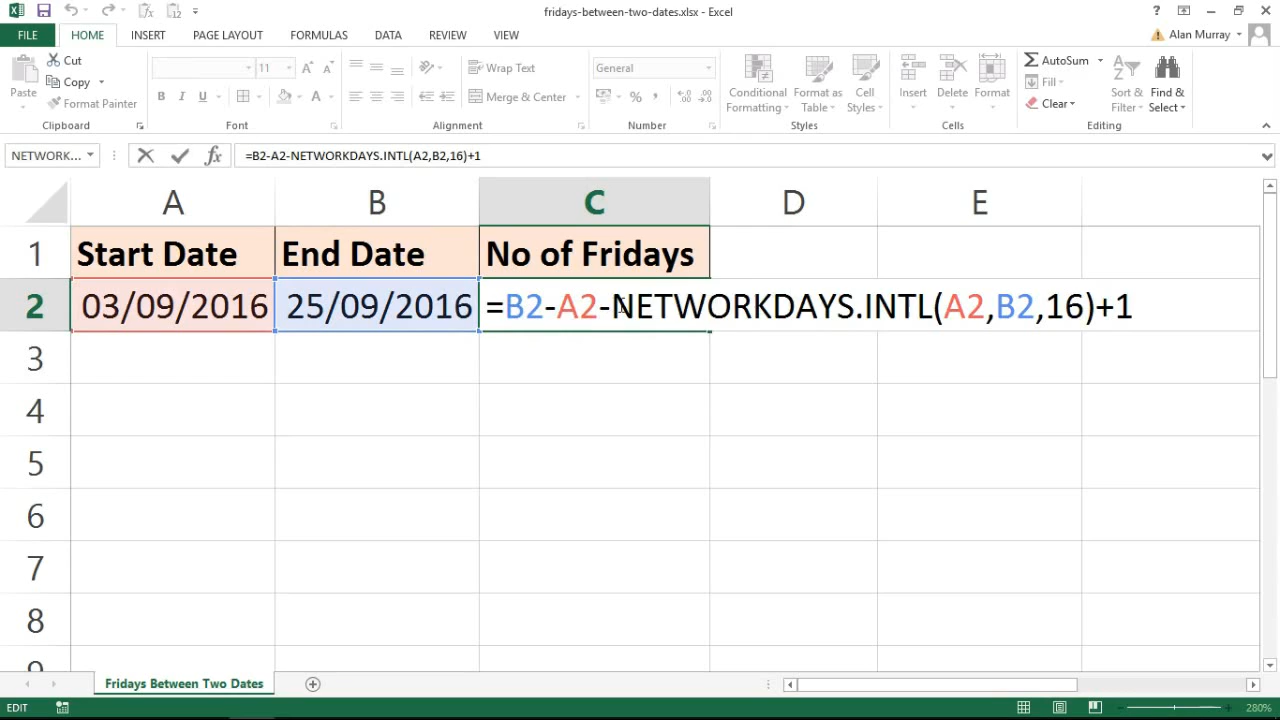 fridays-between-two-dates.xlsx - Excel
FILE HOME INSERT PAGE LAYOUT FORMULAS DATA REVIEW VIEW Alan Murray
Paste
Cut
Copy
Format Painter
Clipboard
11
Font
Wrap Text
Merge & Center
Alignment
General
Number
Conditional Formatting
Format as Table
Cell Styles
Styles
Insert Delete Format
Cells
AutoSum
Fill
Clear
Sort & Filter
Find & Select
Editing
NETWORK... =B2-A2-NETWORKDAYS.INTL(A2,B2,16)+1
A B C D E
1 Start Date End Date No of Fridays
2 03/09/2016 25/09/2016 =B2-A2-NETWORKDAYS.INTL(A2,B2,16)+1
3
4
5
6
7
8
9
Fridays Between Two Dates
EDIT 280%